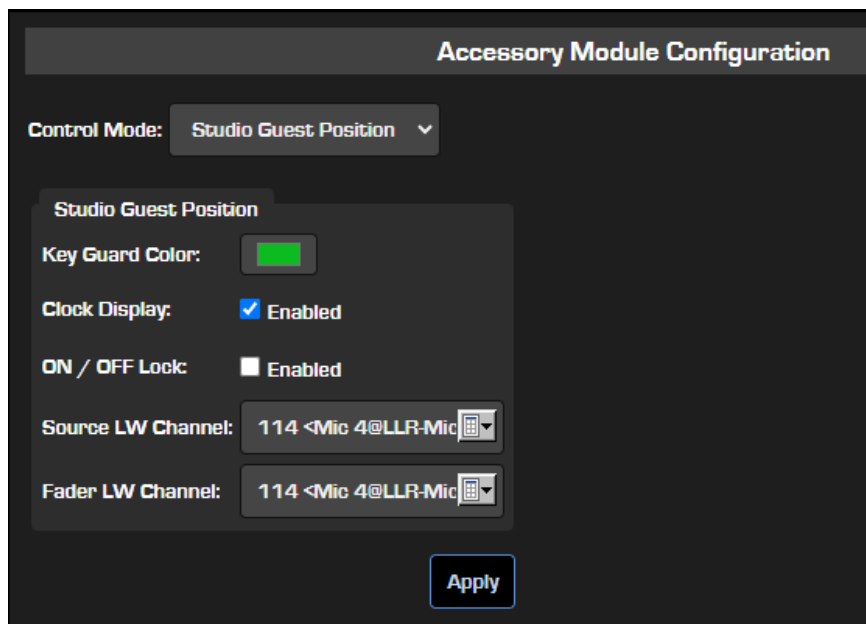 Accessory Module Configuration
Control Mode: Studio Guest Position
Studio Guest Position
Key Guard Color:
Clock Display: Enabled
ON / OFF Lock: Enabled
Source LW Channel: 114 <Mic 4@LLR-Mic
Fader LW Channel: 114 <Mic 4@LLR-Mic
Apply